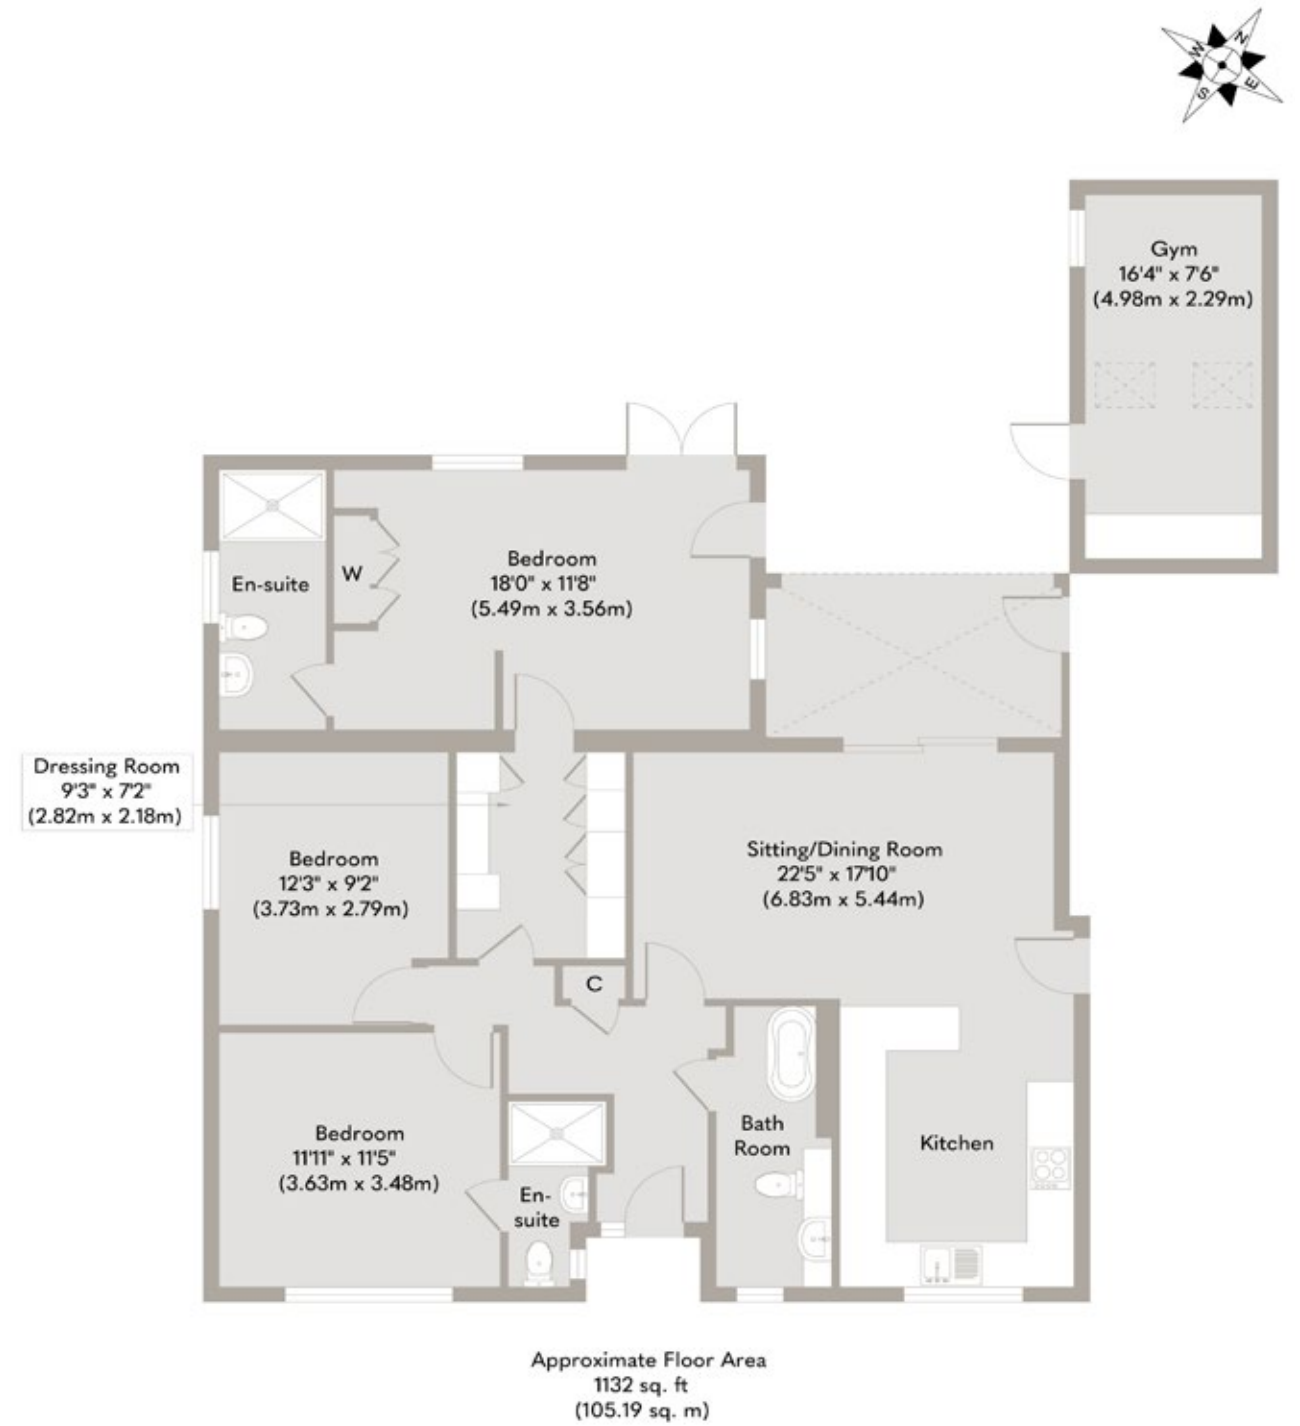 N
W
E
S
Gym
16'4" x 7'6"
(4.98m x 2.29m)
En-suite
W
Bedroom
18'0" x 11'8"
(5.49m x 3.56m)
Dressing Room
9'3" x 7'2"
(2.82m x 2.18m)
Bedroom
12'3" x 9'2"
(3.73m x 2.79m)
Sitting/Dining Room
22'5" x 17'10"
(6.83m x 5.44m)
C
Bedroom
11'11" x 11'5"
(3.63m x 3.48m)
En-
suite
Bath
Room
Kitchen
Approximate Floor Area
1132 sq. ft
(105.19 sq. m)